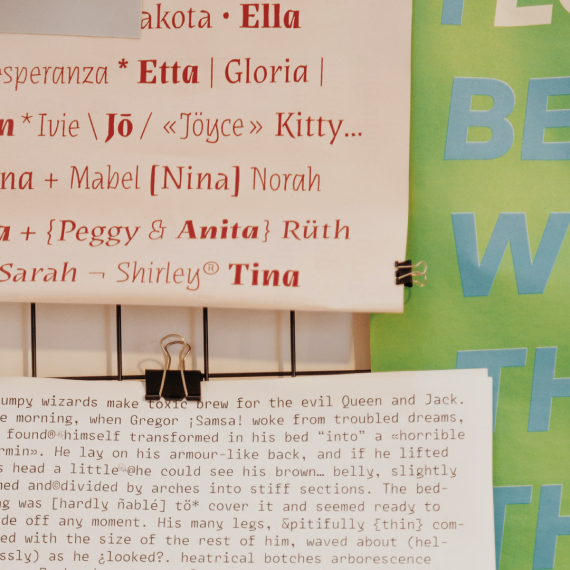 akota • Ella
esperanza * Etta | Gloria |
n * Ivie \ Jō / «Jöyce» Kitty...
na + Mabel [Nina] Norah
a + {Peggy & Anita} Rüth
Sarah ¬ Shirley® Tina
BE
W
TH
TH
umpy wizards make toxic brew for the evil Queen and Jack.
e morning, when Gregor ¡Samsa! woke from troubled dreams,
found® himself transformed in his bed “into” a «horrible
rmin». He lay on his armour-like back, and if he lifted
s head a little @he could see his brown… belly, slightly
med and©divided by arches into stiff sections. The bed-
ng was [hardly ñablé] tö* cover it and seemed ready to
de off any moment. His many legs, &pitifully {thin} com-
ed with the size of the rest of him, waved about (hel-
ssly) as he ¿looked?. heatrical botches arborescence